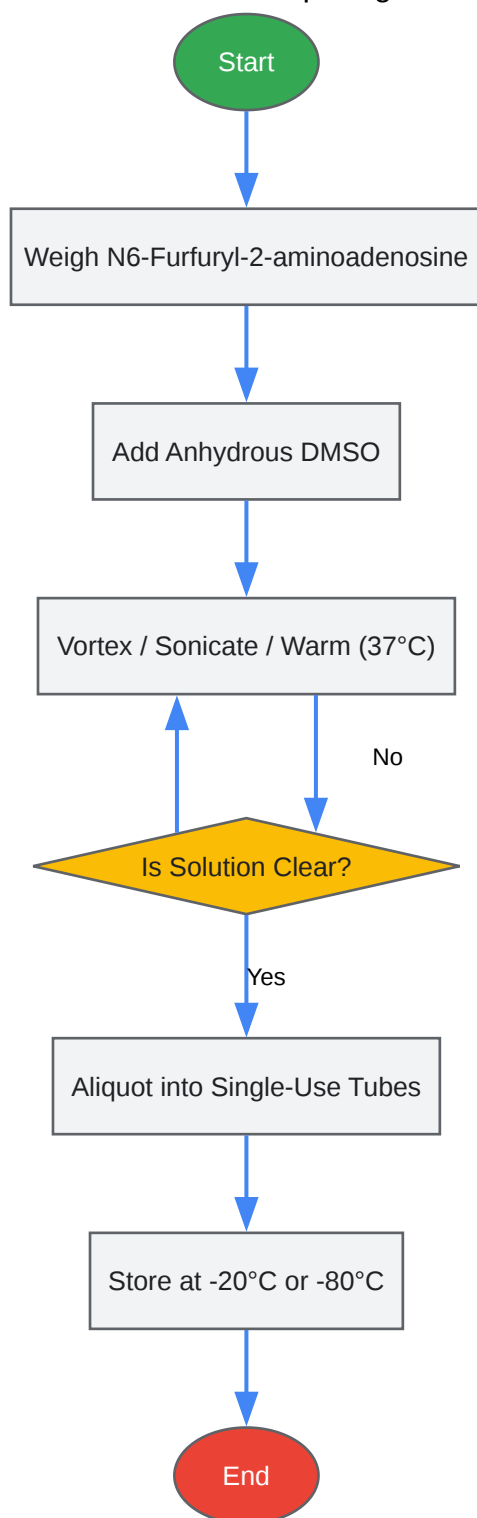 Start
Weigh N6-Furfuryl-2-aminoadenosine
Add Anhydrous DMSO
Vortex / Sonicate / Warm (37°C)
No
Is Solution Clear?
Yes
Aliquot into Single-Use Tubes
Store at -20°C or -80°C
End